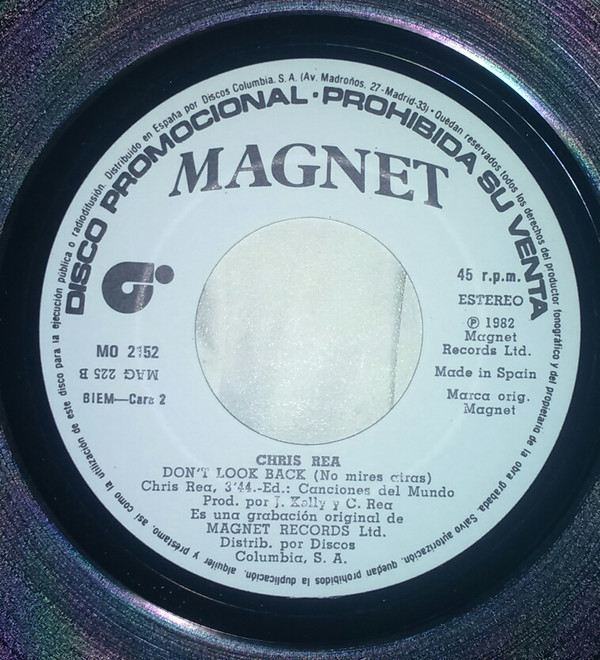 Distribuido en España por Discos Columbia. S. A. (Av. Madroños. 27-Madrid-33) • Quedan reservados todos los derechos del productor fonográfico y del propietario de la obra grabada. Salvo autorización, quedan prohibidos la duplicación, alquiler y préstamo, así como la utilización de este disco para la ejecución pública o radiodifusión.
DISCO PROMOCIONAL • PROHIBIDA SU VENTA
MAGNET
MO 2152
MAG 225 B
BIEM—Cara 2
45 r.p.m.
ESTEREO
℗ 1982
Magnet
Records Ltd.
Made in Spain
Marca orig.
Magnet
CHRIS REA
DON'T LOOK BACK (No mires atras)
Chris Rea, 3'44.-Ed.: Canciones del Mundo
Prod. por J. Kelly y C. Rea
Es una grabación original de
MAGNET RECORDS Ltd.
Distrib. por Discos
Columbia, S. A.